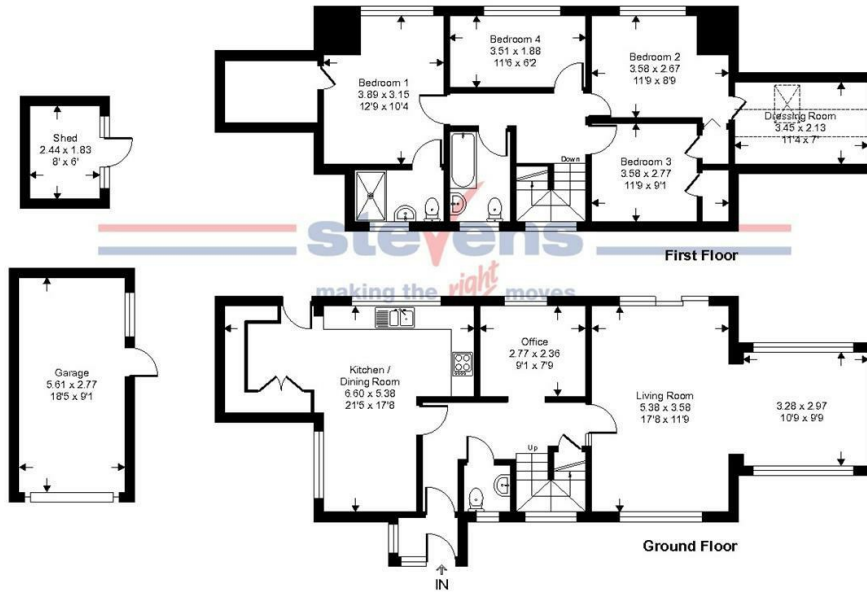 Bedroom 4
3.51 x 1.88
11'6 x 6'2
Bedroom 1
3.89 x 3.15
12'9 x 10'4
Bedroom 2
3.58 x 2.67
11'9 x 8'9
Dressing Room
3.45 x 2.13
11'4 x 7'
Shed
2.44 x 1.83
8' x 6'
Bedroom 3
3.58 x 2.77
11'9 x 9'1
Down
stevens
making the right moves
First Floor
Garage
5.61 x 2.77
18'5 x 9'1
Kitchen /
Dining Room
6.60 x 5.38
21'5 x 17'8
Office
2.77 x 2.36
9'1 x 7'9
Living Room
5.38 x 3.58
17'8 x 11'9
3.28 x 2.97
10'9 x 9'9
Up
Ground Floor
IN